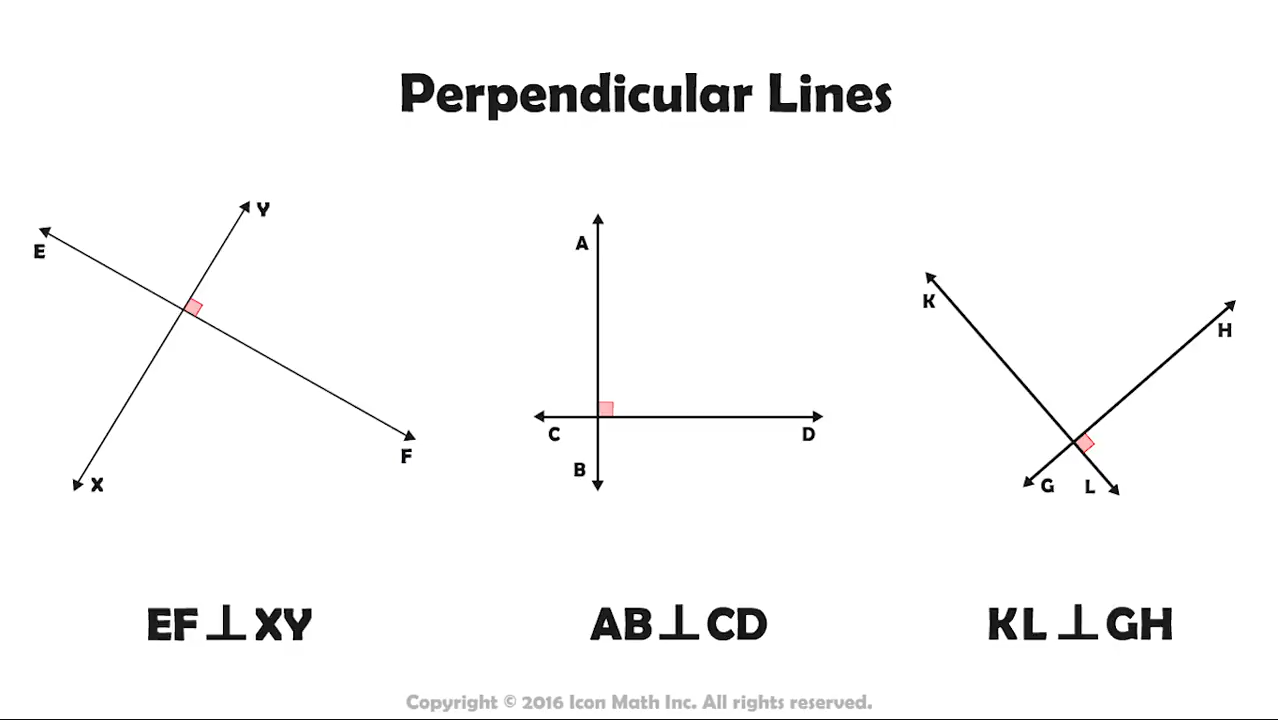 Perpendicular Lines
Y
E
F
X
A
C
D
B
K
H
G L
EF⊥XY
AB⊥CD
KL⊥GH
Copyright © 2016 Icon Math Inc. All rights reserved.